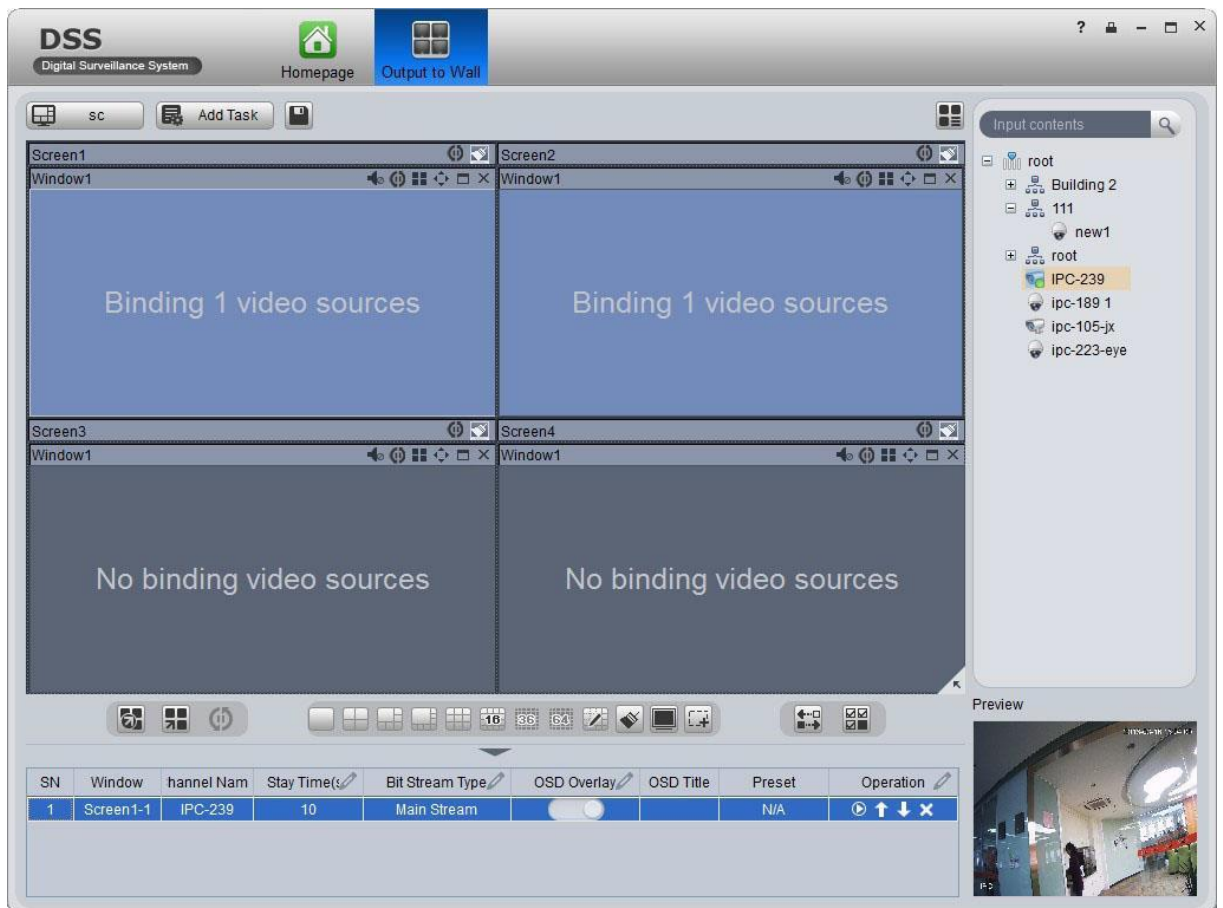 DSS
Digital Surveillance System
Homepage
Output to Wall
?
sc
Add Task
Input contents
Screen1
Screen2
Window1
Window1
Binding 1 video sources
Binding 1 video sources
Screen3
Screen4
Window1
Window1
No binding video sources
No binding video sources
root
Building 2
111
new1
root
IPC-239
ipc-189 1
ipc-105-jx
ipc-223-eye
16
36
64
Preview
SN Window hannel Nam Stay Time(s Bit Stream Type OSD Overlay OSD Title Preset Operation
1 Screen1-1 IPC-239 10 Main Stream N/A